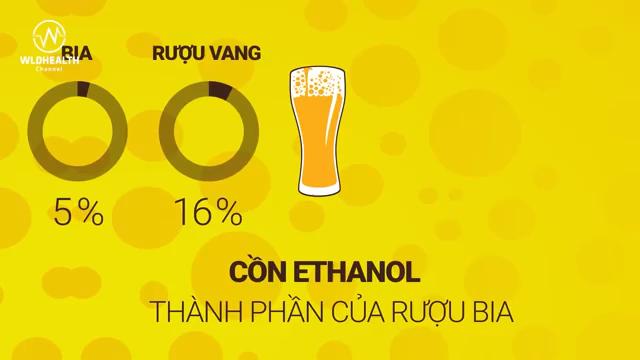 WLDHEALTH
Channel
BIA
RƯỢU VANG
5%
16%
CỒN ETHANOL
THÀNH PHẦN CỦA RƯỢU BIA